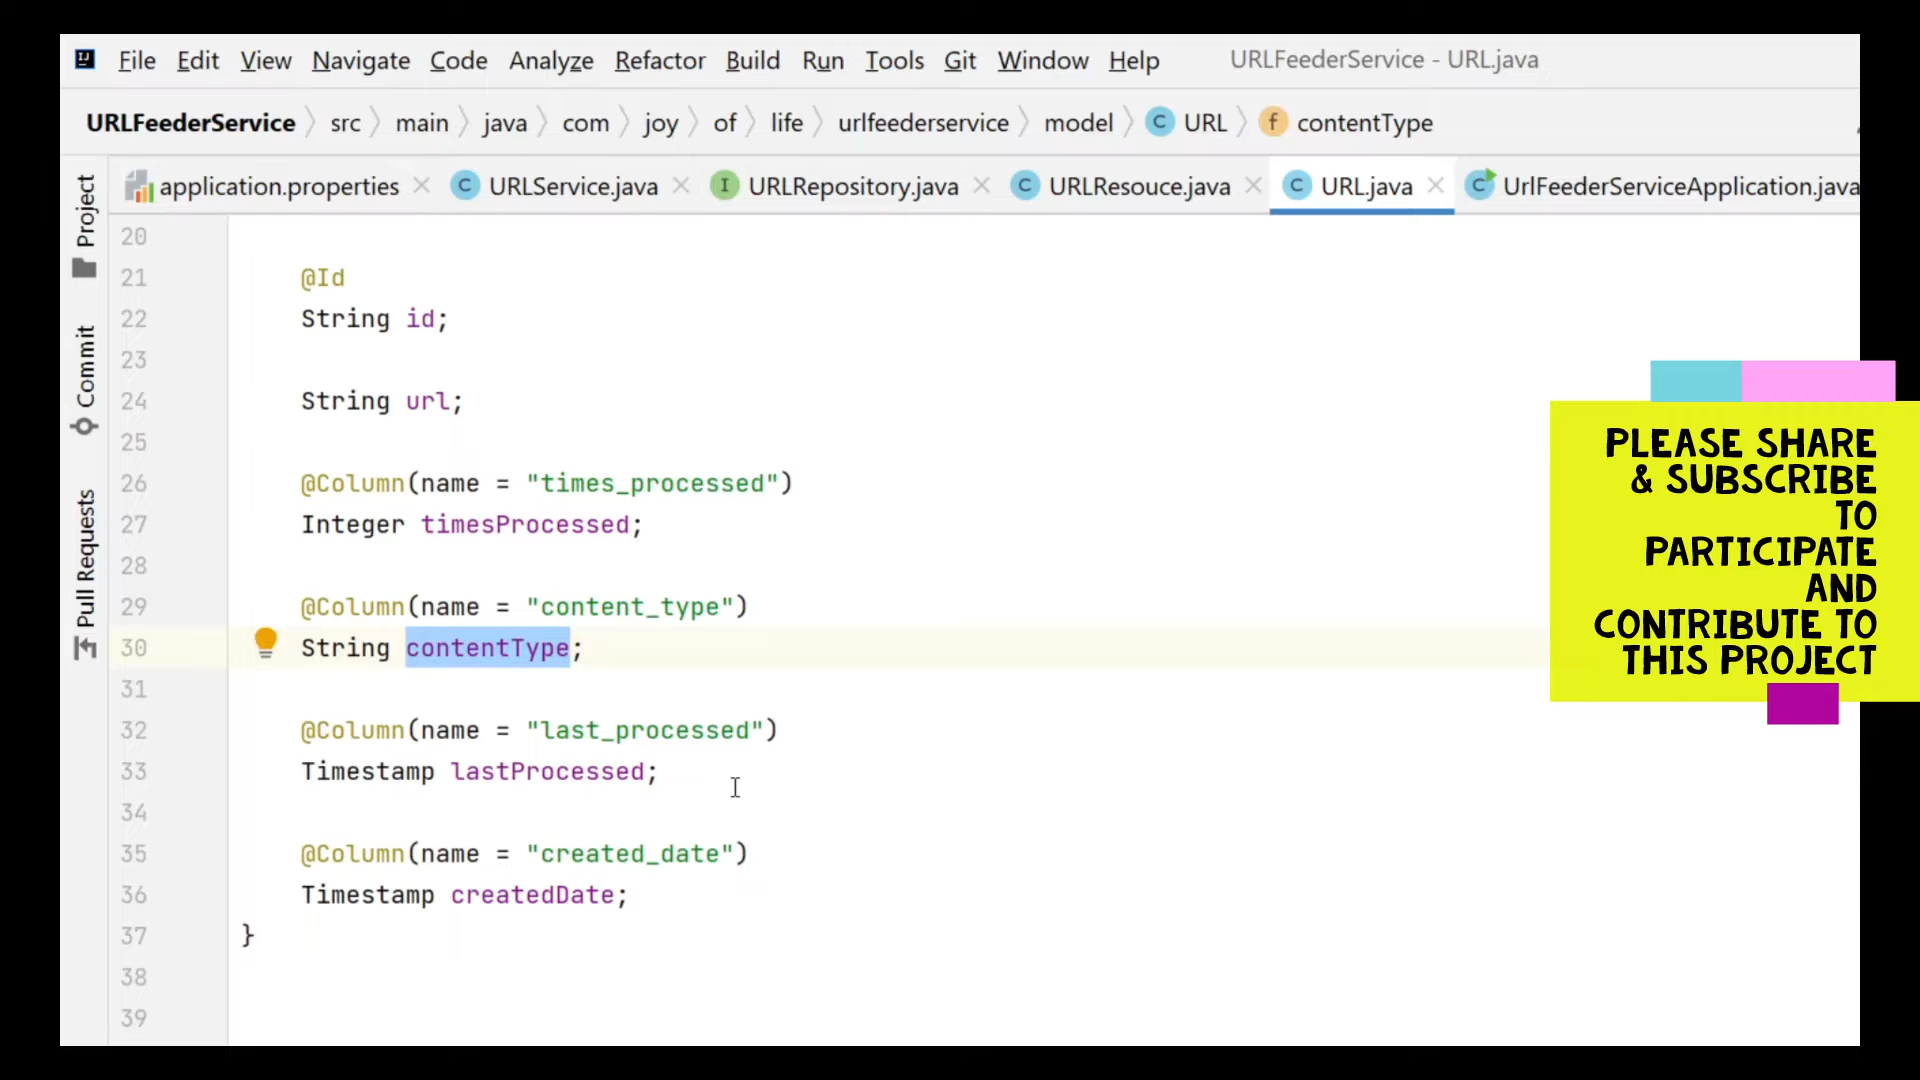 File Edit View Navigate Code Analyze Refactor Build Run Tools Git Window Help URLFeederService - URL.java
URLFeederService src main java com joy of life urlfeederservice model C URL f contentType
application.properties C URLService.java I URLRepository.java C URLResouce.java C URL.java C UrlFeederServiceApplication.java
Project
Commit
Pull Requests
20
21 @Id
22 String id;
23
24 String url;
25
26 @Column(name = "times_processed")
27 Integer timesProcessed;
28
29 @Column(name = "content_type")
30 String contentType;
31
32 @Column(name = "last_processed")
33 Timestamp lastProcessed;
34
35 @Column(name = "created_date")
36 Timestamp createdDate;
37 }
38
39
PLEASE SHARE
& SUBSCRIBE
TO
PARTICIPATE
AND
CONTRIBUTE TO
THIS PROJECT